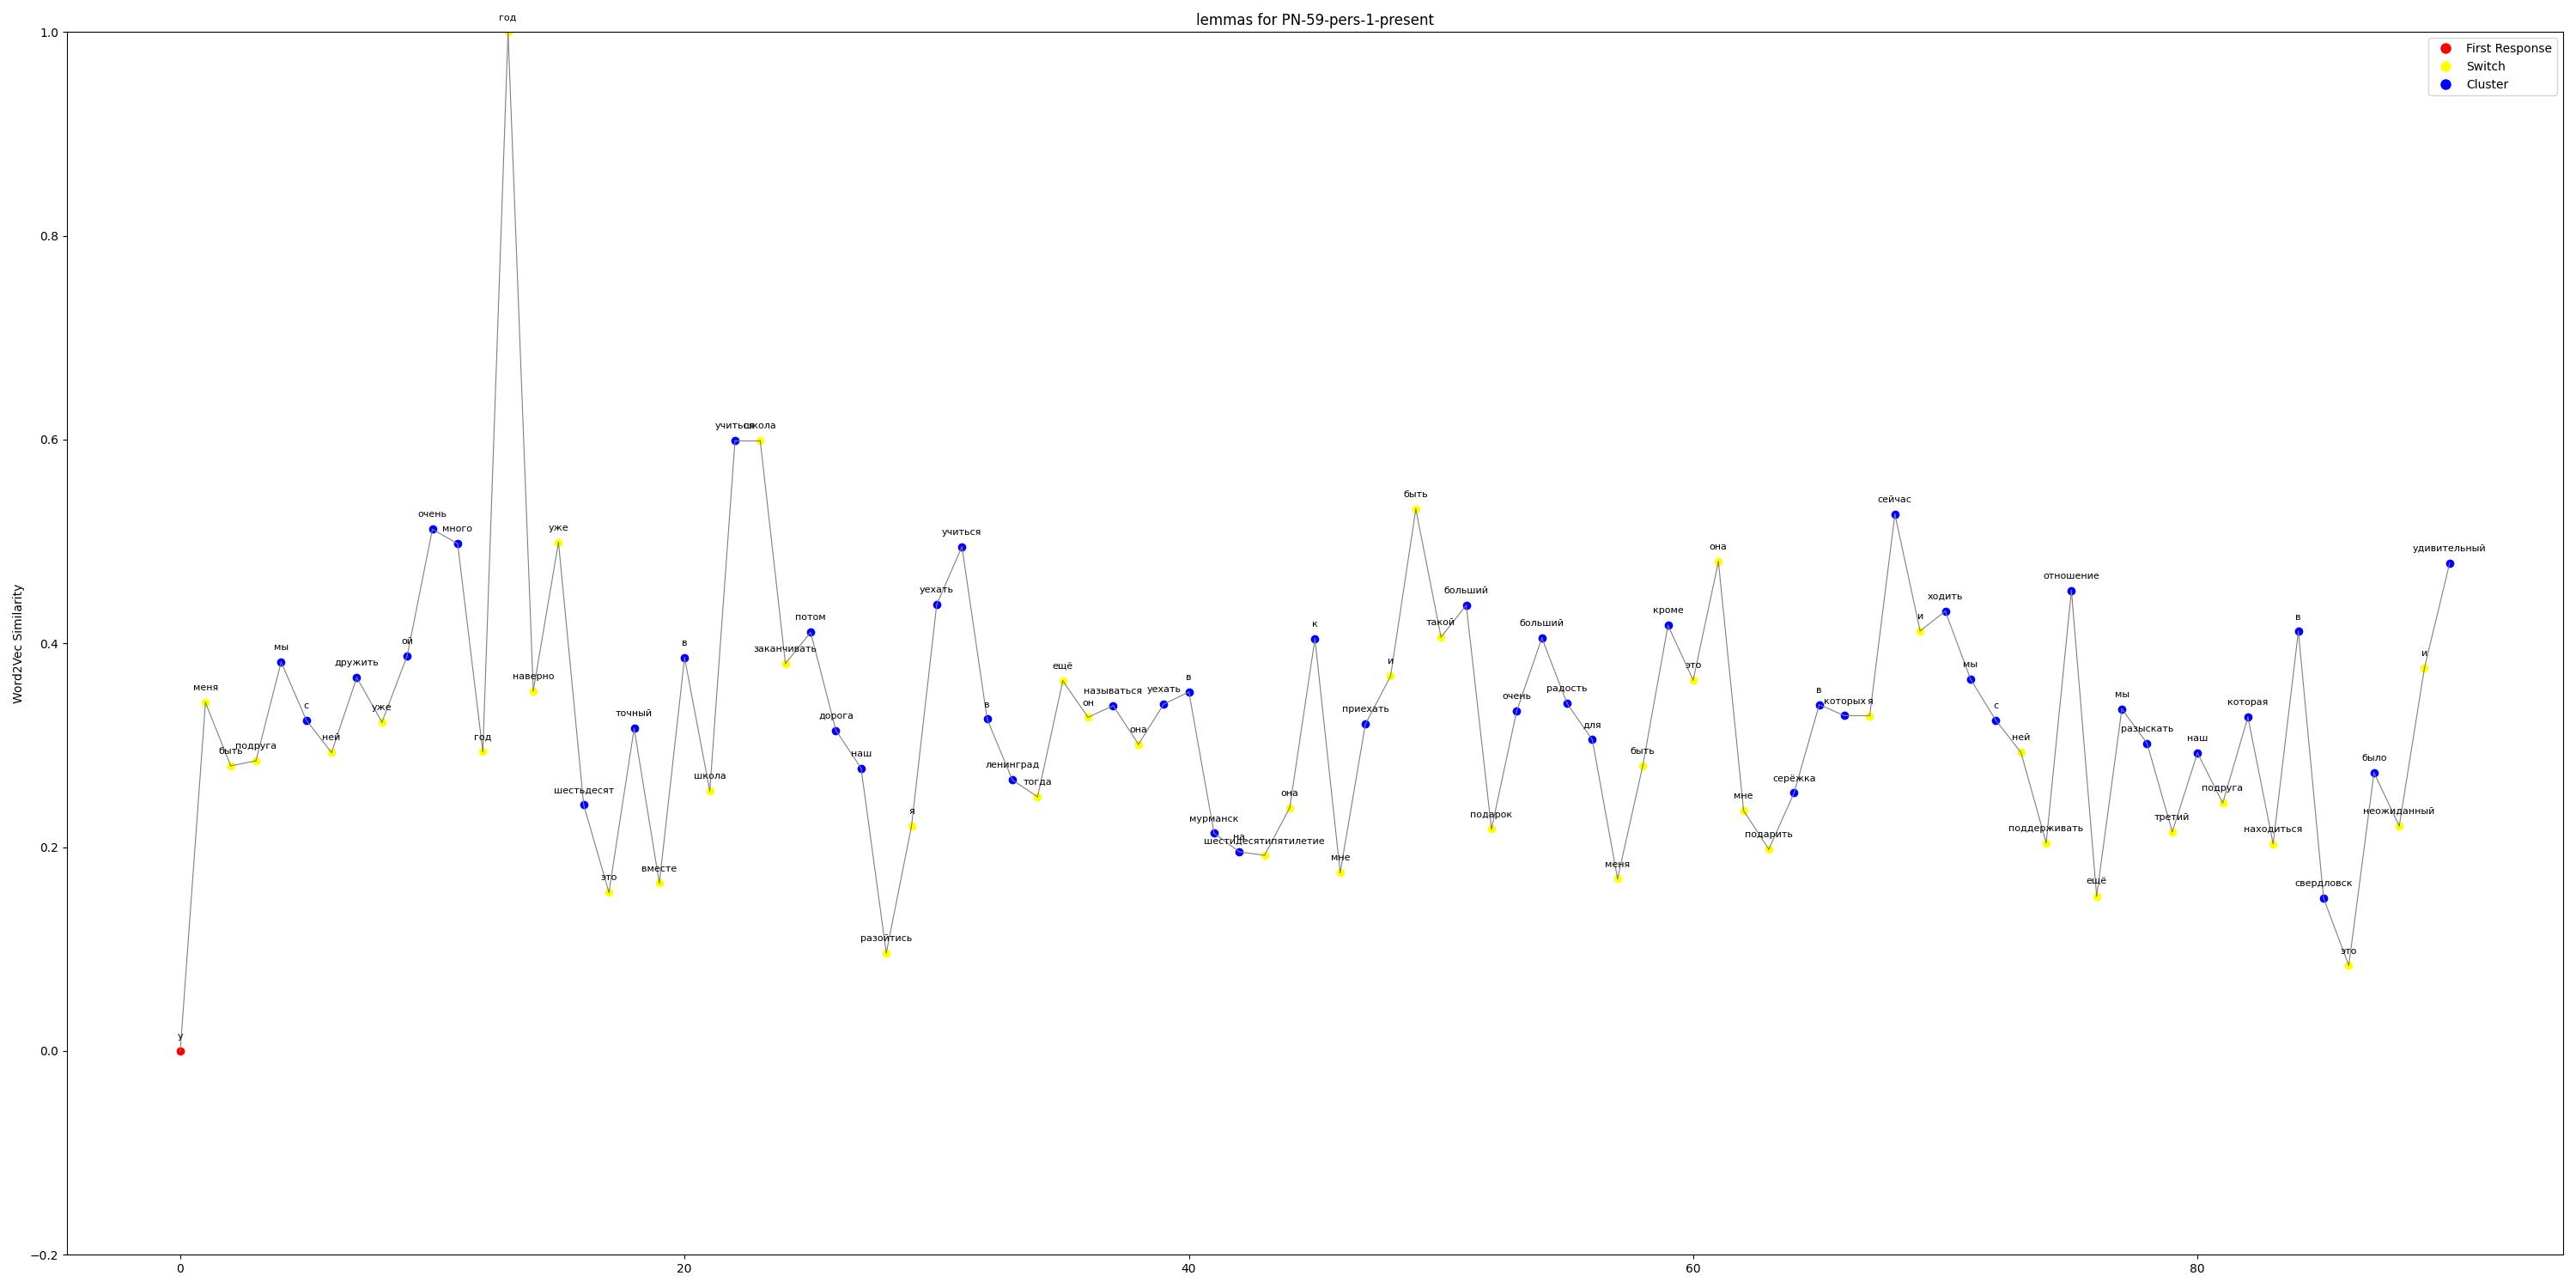 lemmas for PN-59-pers-1-present
First Response
Switch
Cluster
Word2Vec Similarity
1.0
0.8
0.6
0.4
0.2
0.0
−0.2
0
20
40
60
80
у
меня
быть
подруга
мы
с
ней
дружить
уже
ой
очень
много
год
год
наверно
уже
шестьдесят
это
точный
вместе
в
школа
учиться
школа
заканчивать
потом
дорога
наш
разойтись
я
уехать
учиться
в
ленинград
тогда
ещё
он
называться
она
уехать
в
мурманск
на
шестидесятипятилетие
она
к
мне
приехать
и
быть
такой
больший
подарок
очень
больший
радость
для
меня
быть
кроме
это
она
мне
подарить
серёжка
в
которых
я
сейчас
и
ходить
мы
с
ней
поддерживать
отношение
ещё
мы
разыскать
третий
наш
подруга
которая
находиться
в
свердловск
это
было
неожиданный
и
удивительный